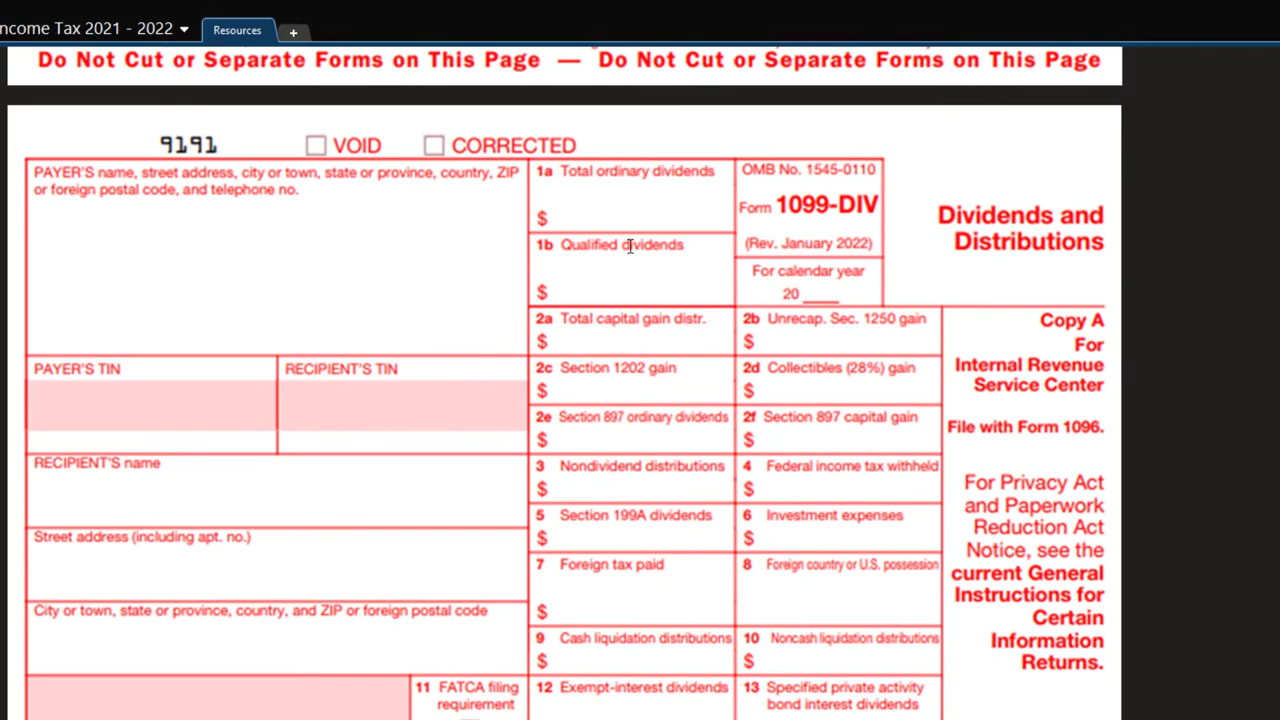 ncome Tax 2021 - 2022
Resources
+
Do Not Cut or Separate Forms on This Page — Do Not Cut or Separate Forms on This Page
9191
VOID
CORRECTED
PAYER'S name, street address, city or town, state or province, country, ZIP
or foreign postal code, and telephone no.
1a Total ordinary dividends
$
1b Qualified dividends
$
OMB No. 1545-0110
Form 1099-DIV
(Rev. January 2022)
For calendar year
20 ____
Dividends and
Distributions
2a Total capital gain distr.
$
2b Unrecap. Sec. 1250 gain
$
Copy A
For
Internal Revenue
Service Center
File with Form 1096.
PAYER'S TIN
RECIPIENT'S TIN
2c Section 1202 gain
$
2d Collectibles (28%) gain
$
2e Section 897 ordinary dividends
$
2f Section 897 capital gain
$
RECIPIENT'S name
3 Nondividend distributions
$
4 Federal income tax withheld
$
For Privacy Act
and Paperwork
Reduction Act
Notice, see the
current General
Instructions for
Certain
Information
Returns.
5 Section 199A dividends
$
6 Investment expenses
$
Street address (including apt. no.)
7 Foreign tax paid
$
8 Foreign country or U.S. possession
City or town, state or province, country, and ZIP or foreign postal code
9 Cash liquidation distributions
$
10 Noncash liquidation distributions
$
11 FATCA filing
requirement
12 Exempt-interest dividends
13 Specified private activity
bond interest dividends